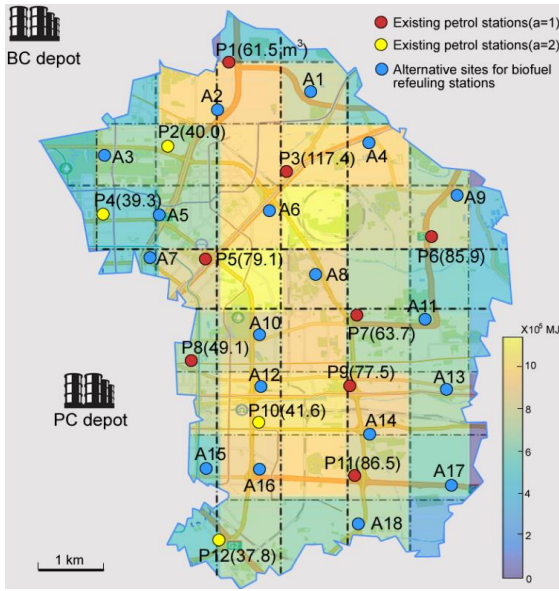 BC depot
Existing petrol stations(a=1)
Existing petrol stations(a=2)
Alternative sites for biofuel
refeuling stations
P1(61.5 m³)
A1
A2
P2(40.0)
A3
P3(117.4)
A4
P4(39.3)
A5
A6
A9
P6(85.9)
A7
P5(79.1)
A8
A10
P7(63.7)
A11
P8(49.1)
A12
P9(77.5)
A13
PC depot
P10(41.6)
A14
A15
A16
P11(86.5)
A17
A18
P12(37.8)
1 km
10⁵ MJ
10
8
6
4
2
0